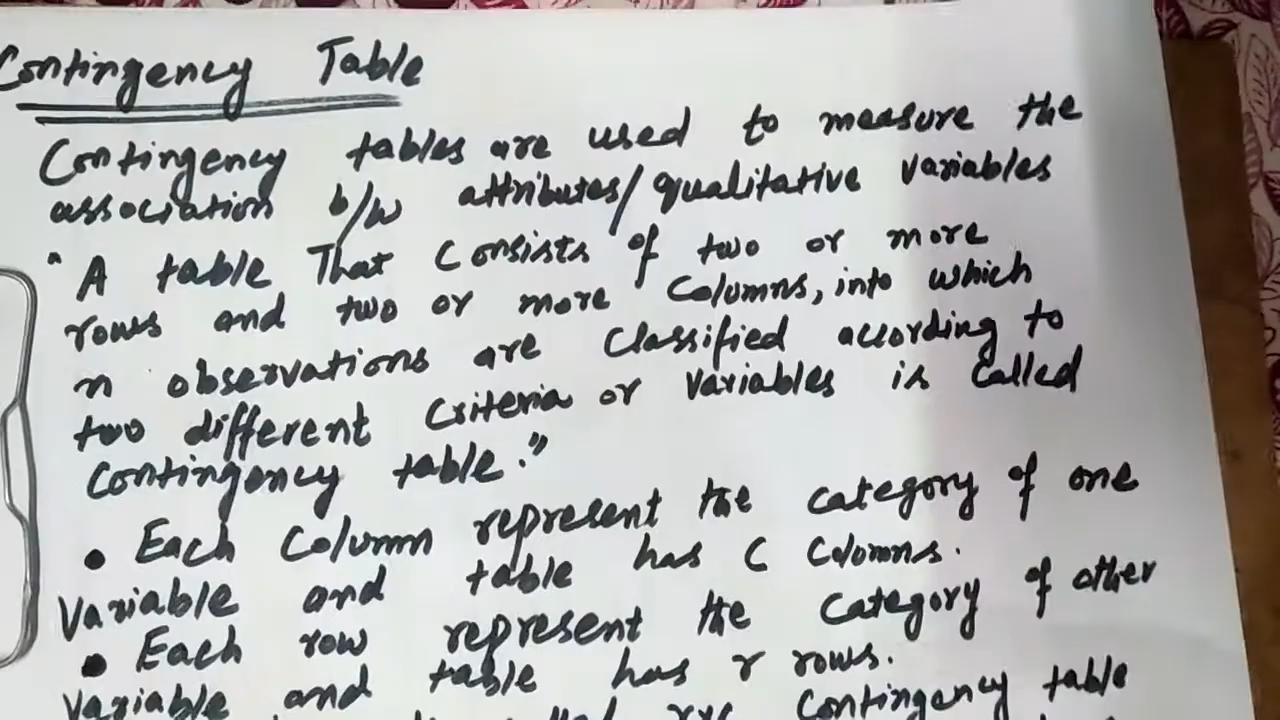 Contingency Table
Contingency tables are used to measure the
association b/w attributes/qualitative variables
"A table That Consists of two or more
rows and two or more Columns, into which
n observations are Classified according to
two different Criteria or variables is called
Contingency table."
• Each Column represent the category of one
Variable and table has C Colomns.
• Each row represent the Category of other
Variable and table has r rows.
rxc Contingency table